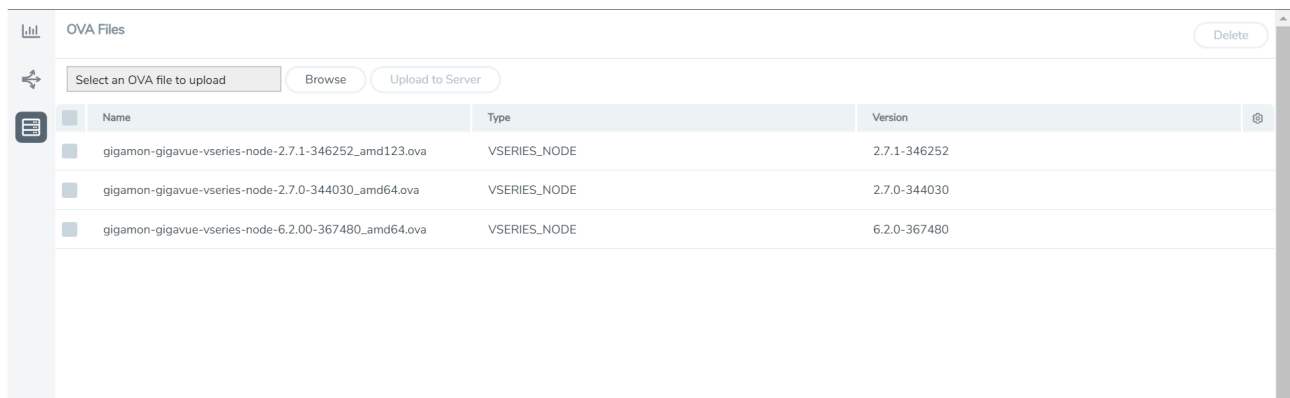 OVA Files
Delete
Select an OVA file to upload Browse Upload to Server
Name Type Version
gigamon-gigavue-vseries-node-2.7.1-346252_amd123.ova VSERIES_NODE 2.7.1-346252
gigamon-gigavue-vseries-node-2.7.0-344030_amd64.ova VSERIES_NODE 2.7.0-344030
gigamon-gigavue-vseries-node-6.2.00-367480_amd64.ova VSERIES_NODE 6.2.0-367480